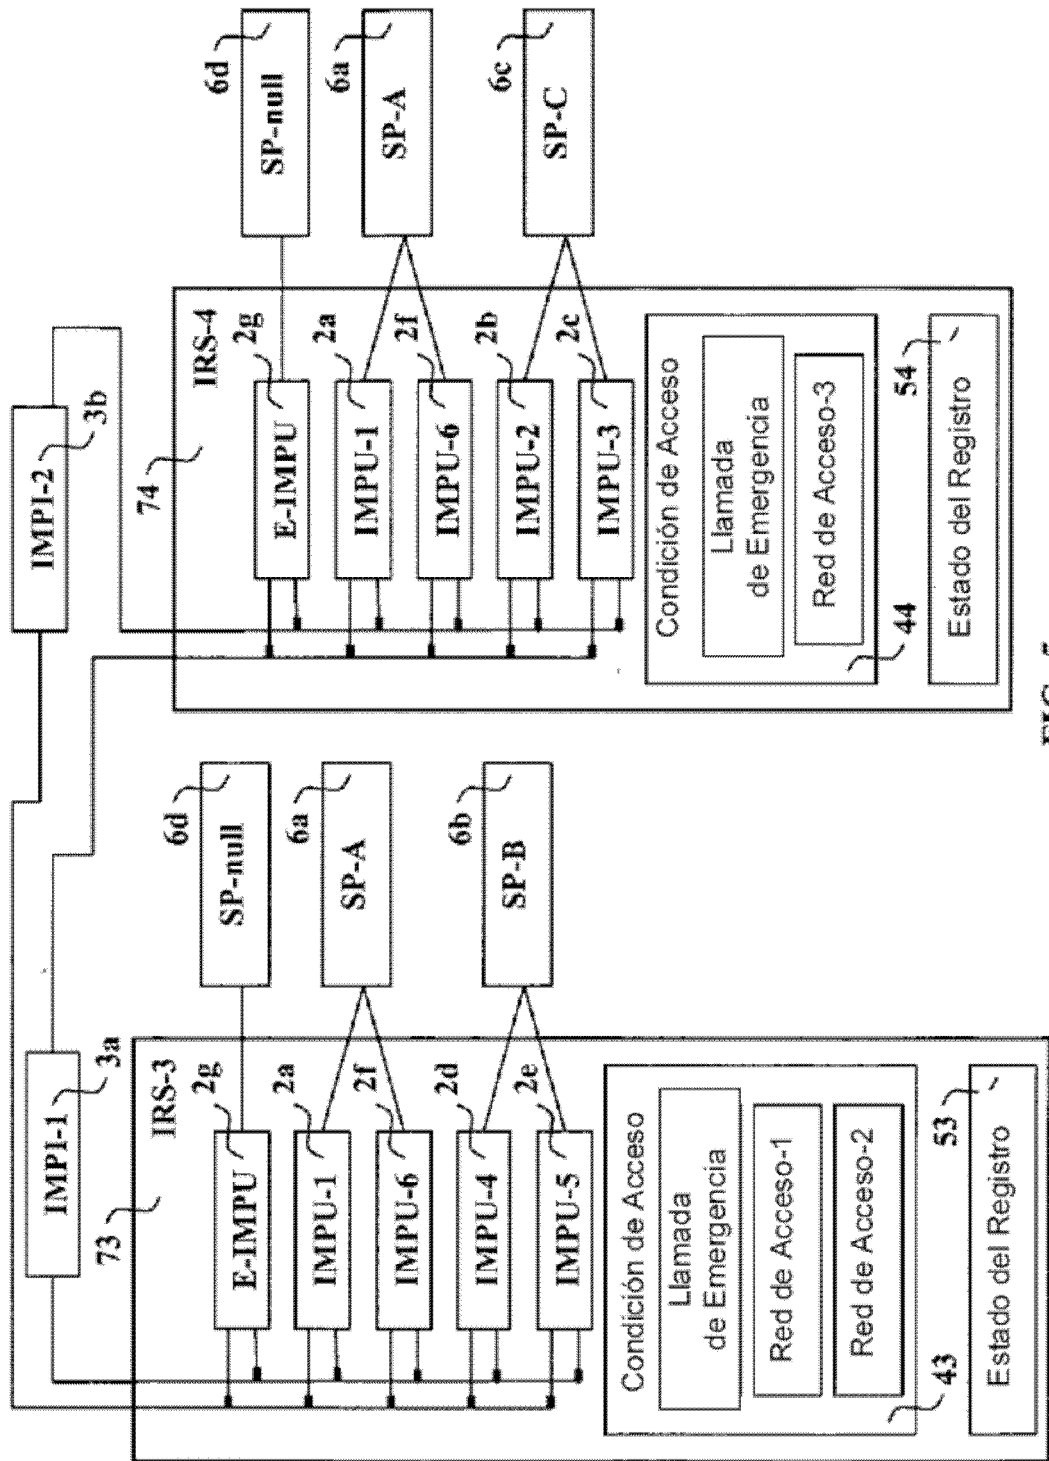 IMPI-1
3a
IMPI-2
3b
73
IRS-3
E-IMPU
2g
SP-null
6d
IMPU-1
2a
SP-A
6a
IMPU-6
2f
IMPU-4
2d
SP-B
6b
IMPU-5
2e
Condición de Acceso
Llamada
de Emergencia
Red de Acceso-1
Red de Acceso-2
43
Estado del Registro
53
74
IRS-4
E-IMPU
2g
SP-null
6d
IMPU-1
2a
SP-A
6a
IMPU-6
2f
IMPU-2
2b
SP-C
6c
IMPU-3
2c
Condición de Acceso
Llamada
de Emergencia
Red de Acceso-3
44
Estado del Registro
54
FIG.